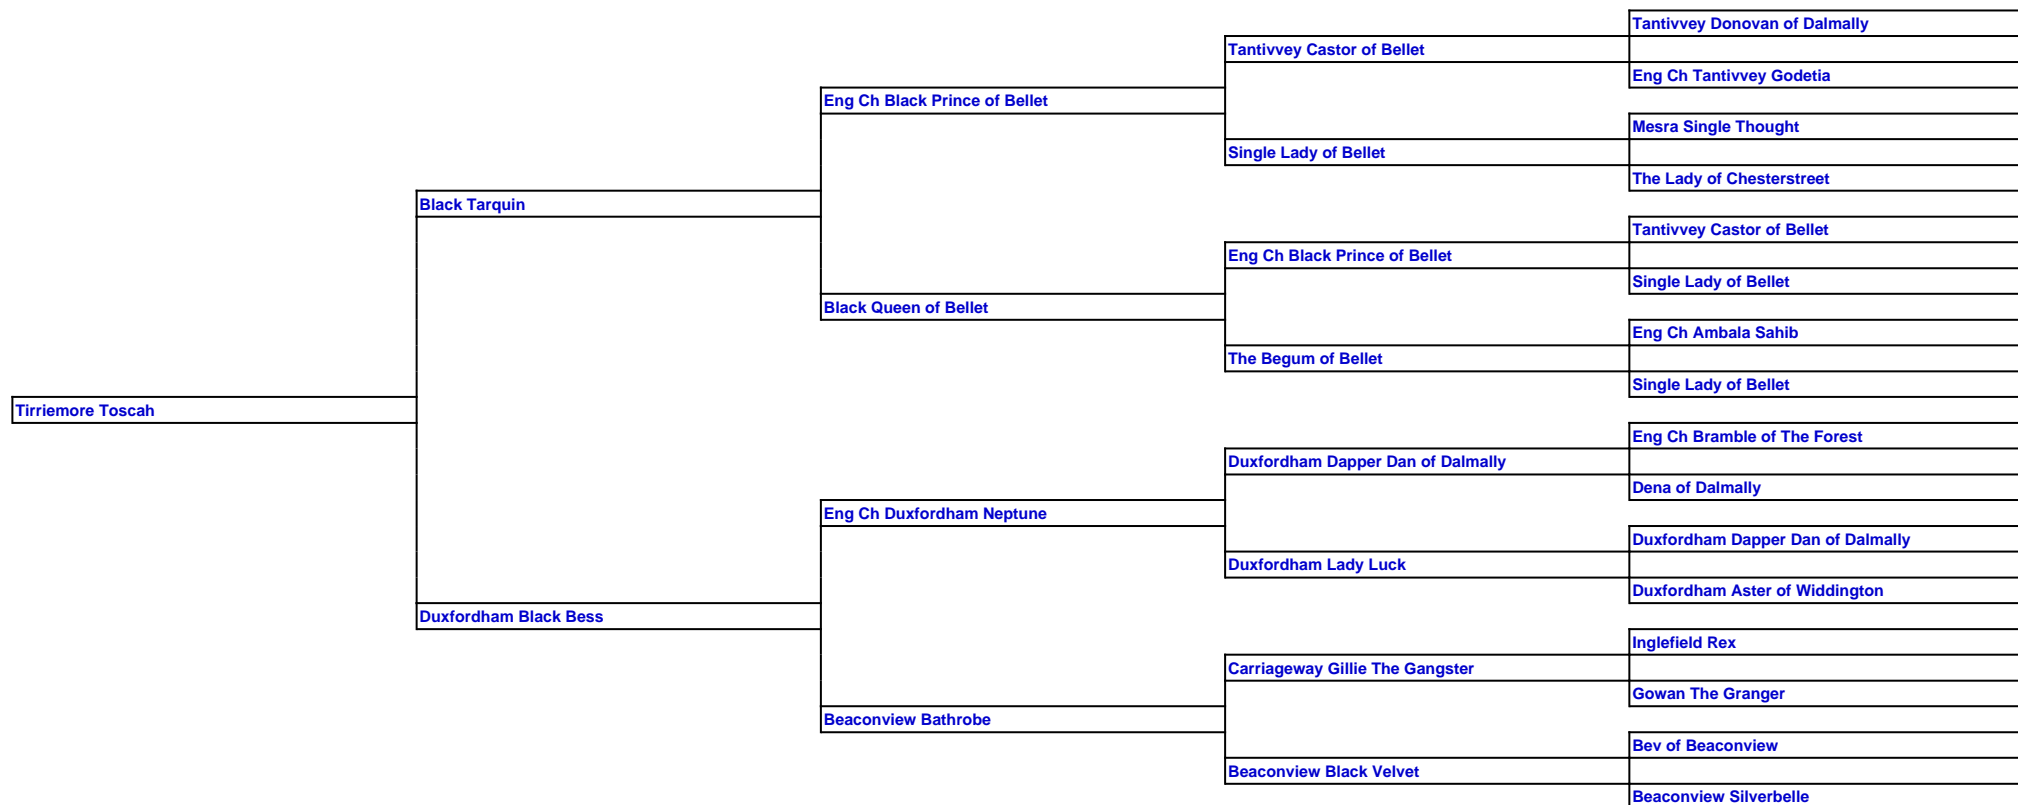 Tantivvey Donovan of Dalmally
Tantivvey Castor of Bellet
Eng Ch Tantivvey Godetia
Eng Ch Black Prince of Bellet
Mesra Single Thought
Single Lady of Bellet
The Lady of Chesterstreet
Black Tarquin
Tantivvey Castor of Bellet
Eng Ch Black Prince of Bellet
Single Lady of Bellet
Black Queen of Bellet
Eng Ch Ambala Sahib
The Begum of Bellet
Single Lady of Bellet
Tirriemore Toscah
Eng Ch Bramble of The Forest
Duxfordham Dapper Dan of Dalmally
Dena of Dalmally
Eng Ch Duxfordham Neptune
Duxfordham Dapper Dan of Dalmally
Duxfordham Lady Luck
Duxfordham Aster of Widdington
Duxfordham Black Bess
Inglefield Rex
Carriageway Gillie The Gangster
Gowan The Granger
Beaconview Bathrobe
Bev of Beaconview
Beaconview Black Velvet
Beaconview Silverbelle